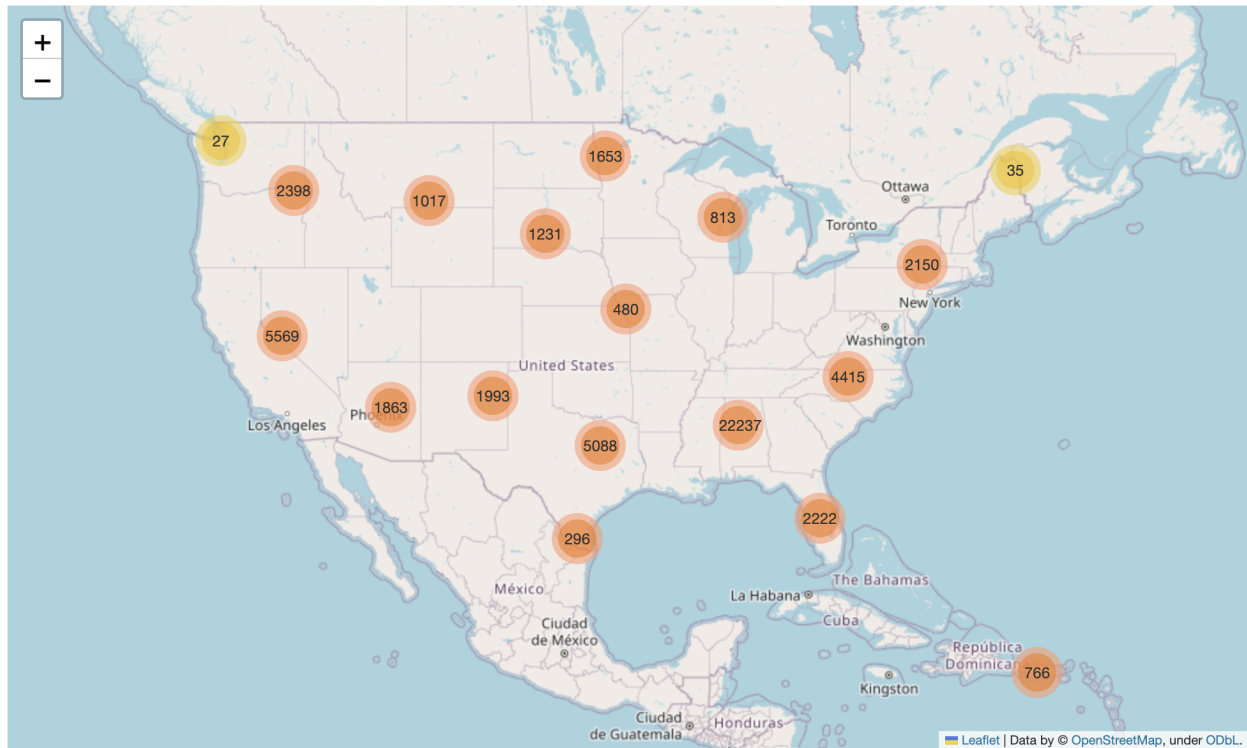 +
−
27
1653
35
2398
1017
Ottawa
813
Toronto
1231
2150
New York
480
Washington
5569
United States
4415
1993
1863
Los Angeles
22237
5088
2222
296
The Bahamas
México
La Habana
Cuba
Ciudad
de México
República
766
Kingston
Ciudad
de Guatemala
Honduras
Leaflet | Data by © OpenStreetMap, under ODbL.